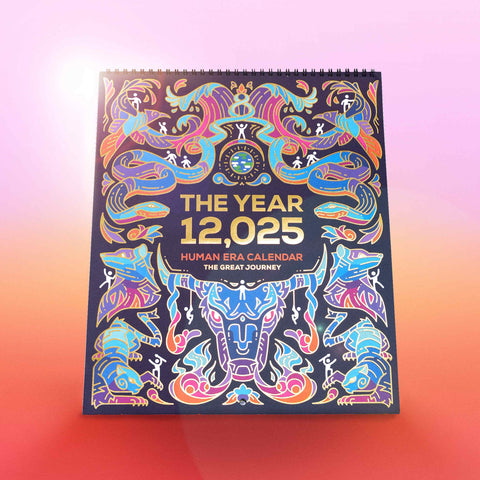 THE YEAR
12,025
HUMAN ERA CALENDAR
THE GREAT JOURNEY